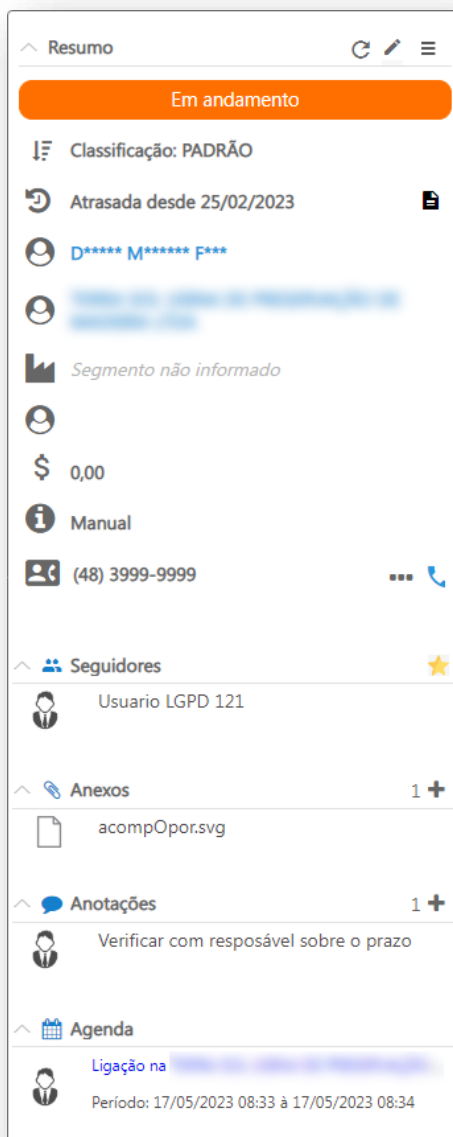 Resumo
Em andamento
Classificação: PADRÃO
Atrasada desde 25/02/2023
D***** M****** F***
Segmento não informado
$ 0,00
Manual
(48) 3999-9999
Seguidores
Usuario LGPD 121
Anexos 1
acompOpor.svg
Anotações 1
Verificar com resposável sobre o prazo
Agenda
Ligação na
Período: 17/05/2023 08:33 à 17/05/2023 08:34